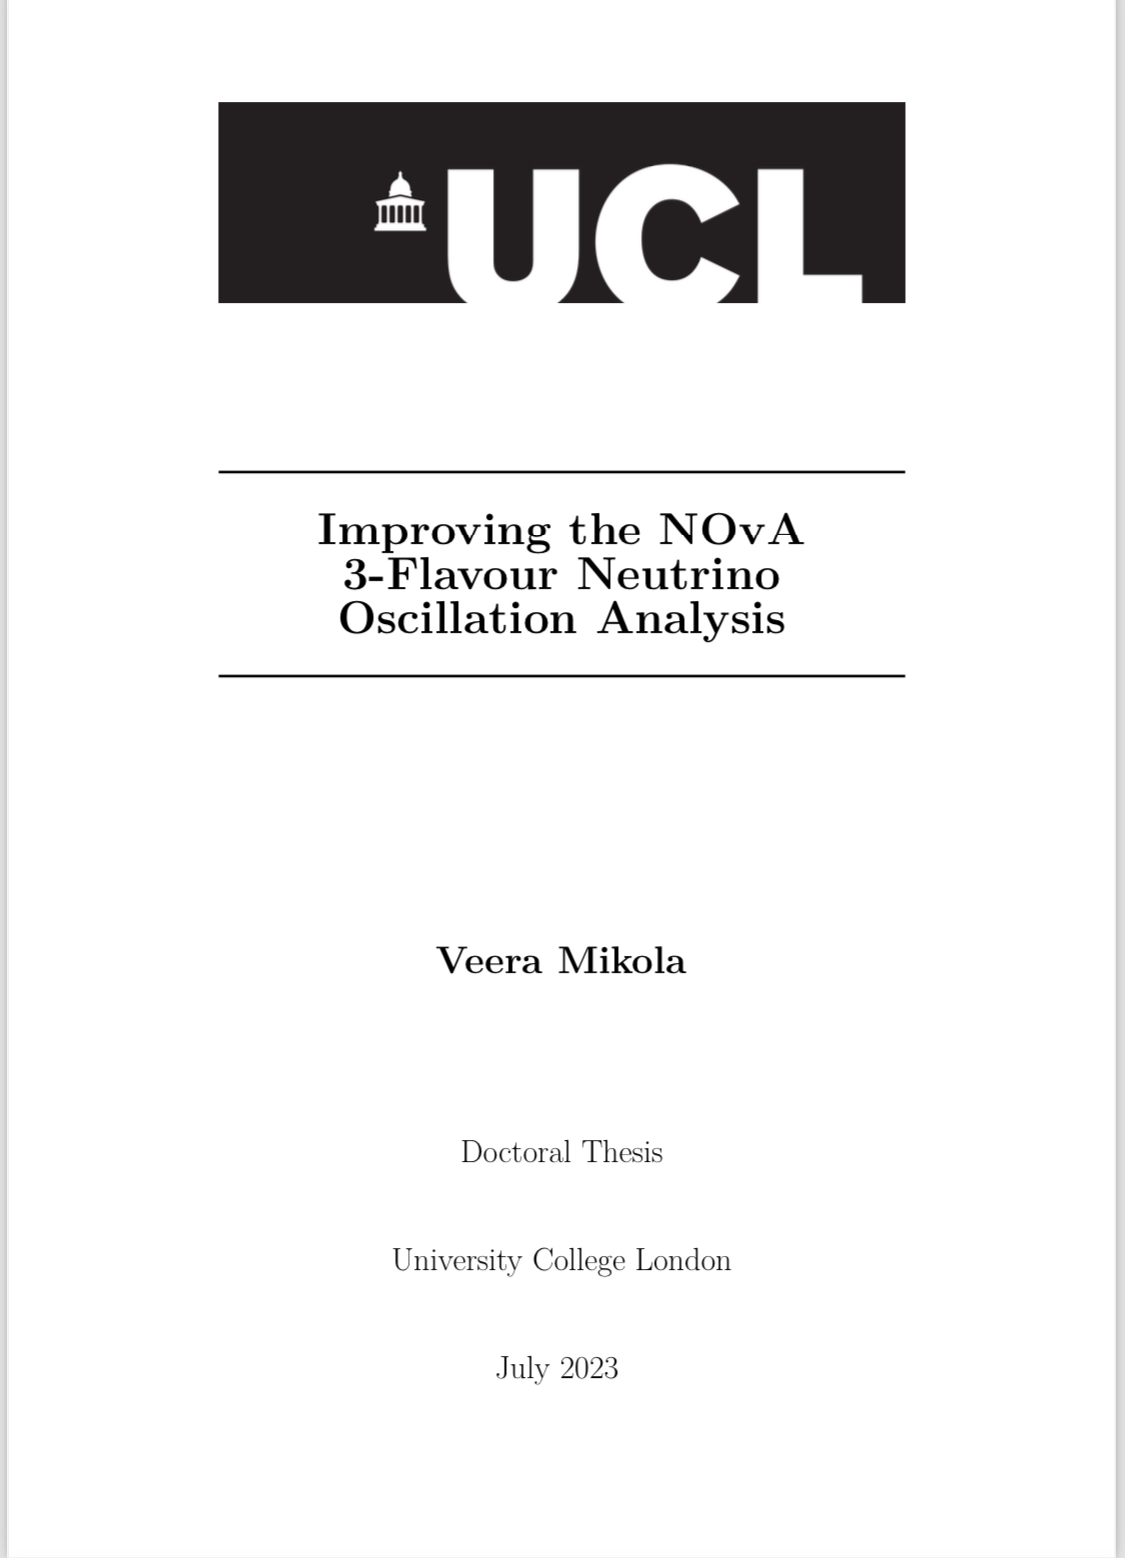 UCL
Improving the NOvA
3-Flavour Neutrino
Oscillation Analysis
Veera Mikola
Doctoral Thesis
University College London
July 2023